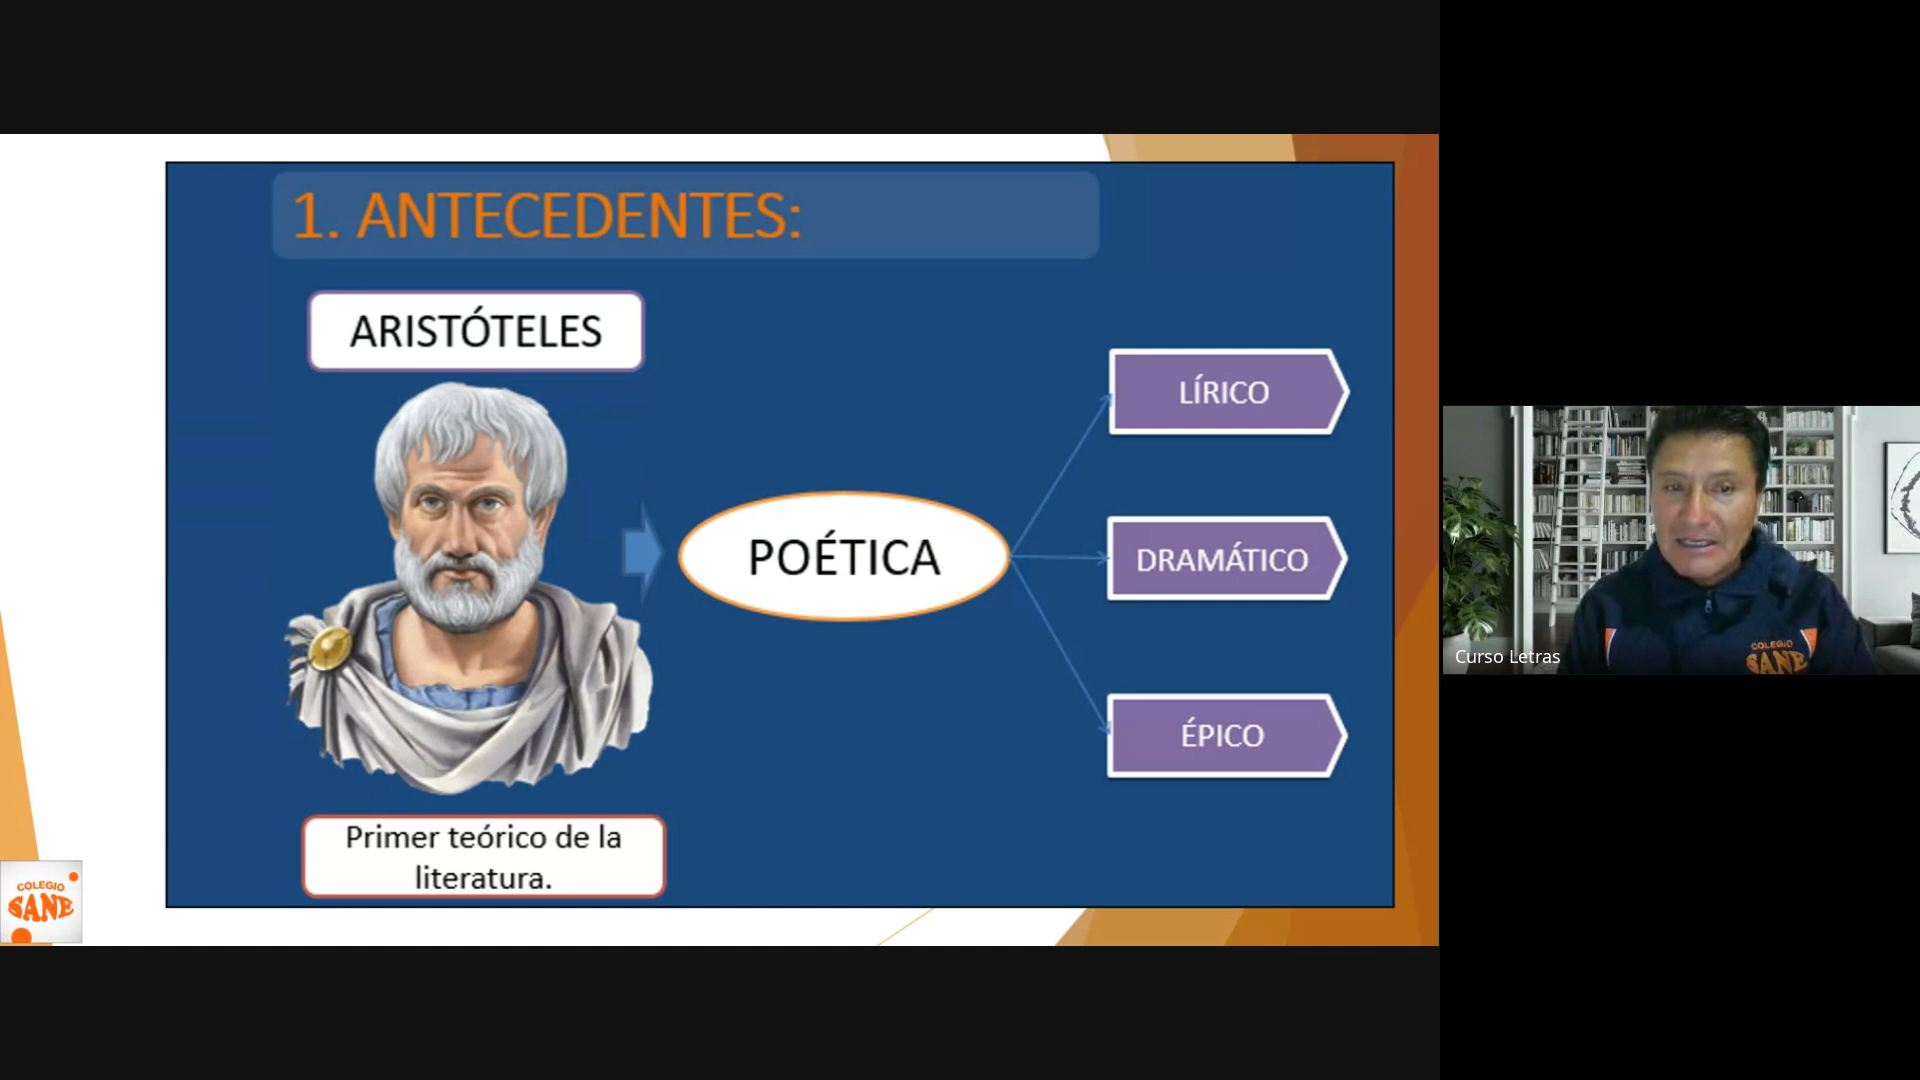 1. ANTECEDENTES:
ARISTÓTELES
LÍRICO
POÉTICA
DRAMÁTICO
ÉPICO
Primer teórico de la
literatura.
COLEGIO
SANE
Curso Letras
COLEGIO
SANE